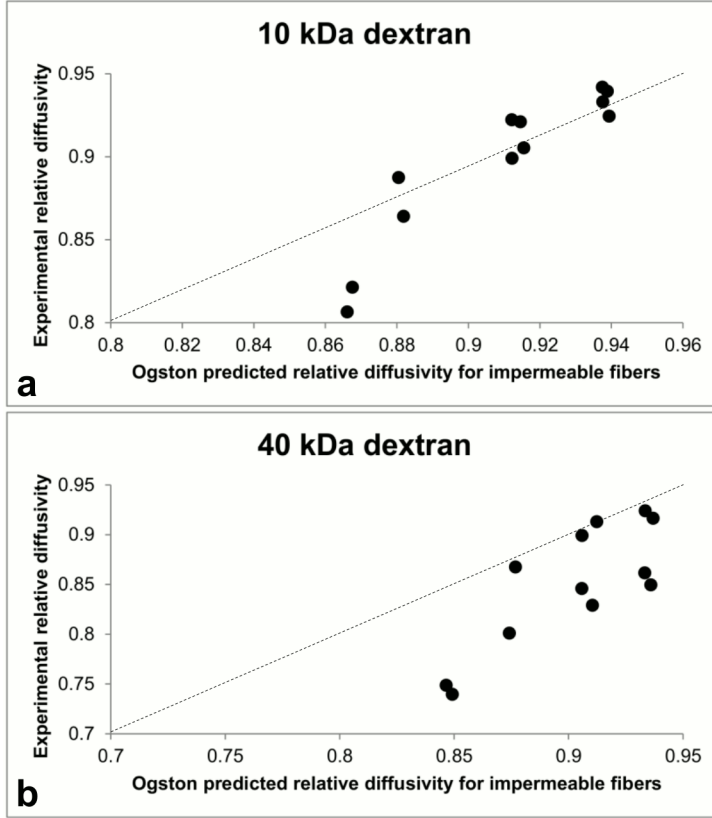 10 kDa dextran
Experimental relative diffusivity
0.95
0.9
0.85
0.8
0.8 0.82 0.84 0.86 0.88 0.9 0.92 0.94 0.96
Ogston predicted relative diffusivity for impermeable fibers
a
40 kDa dextran
Experimental relative diffusivity
0.95
0.9
0.85
0.8
0.75
0.7
0.7 0.75 0.8 0.85 0.9 0.95
Ogston predicted relative diffusivity for impermeable fibers
b